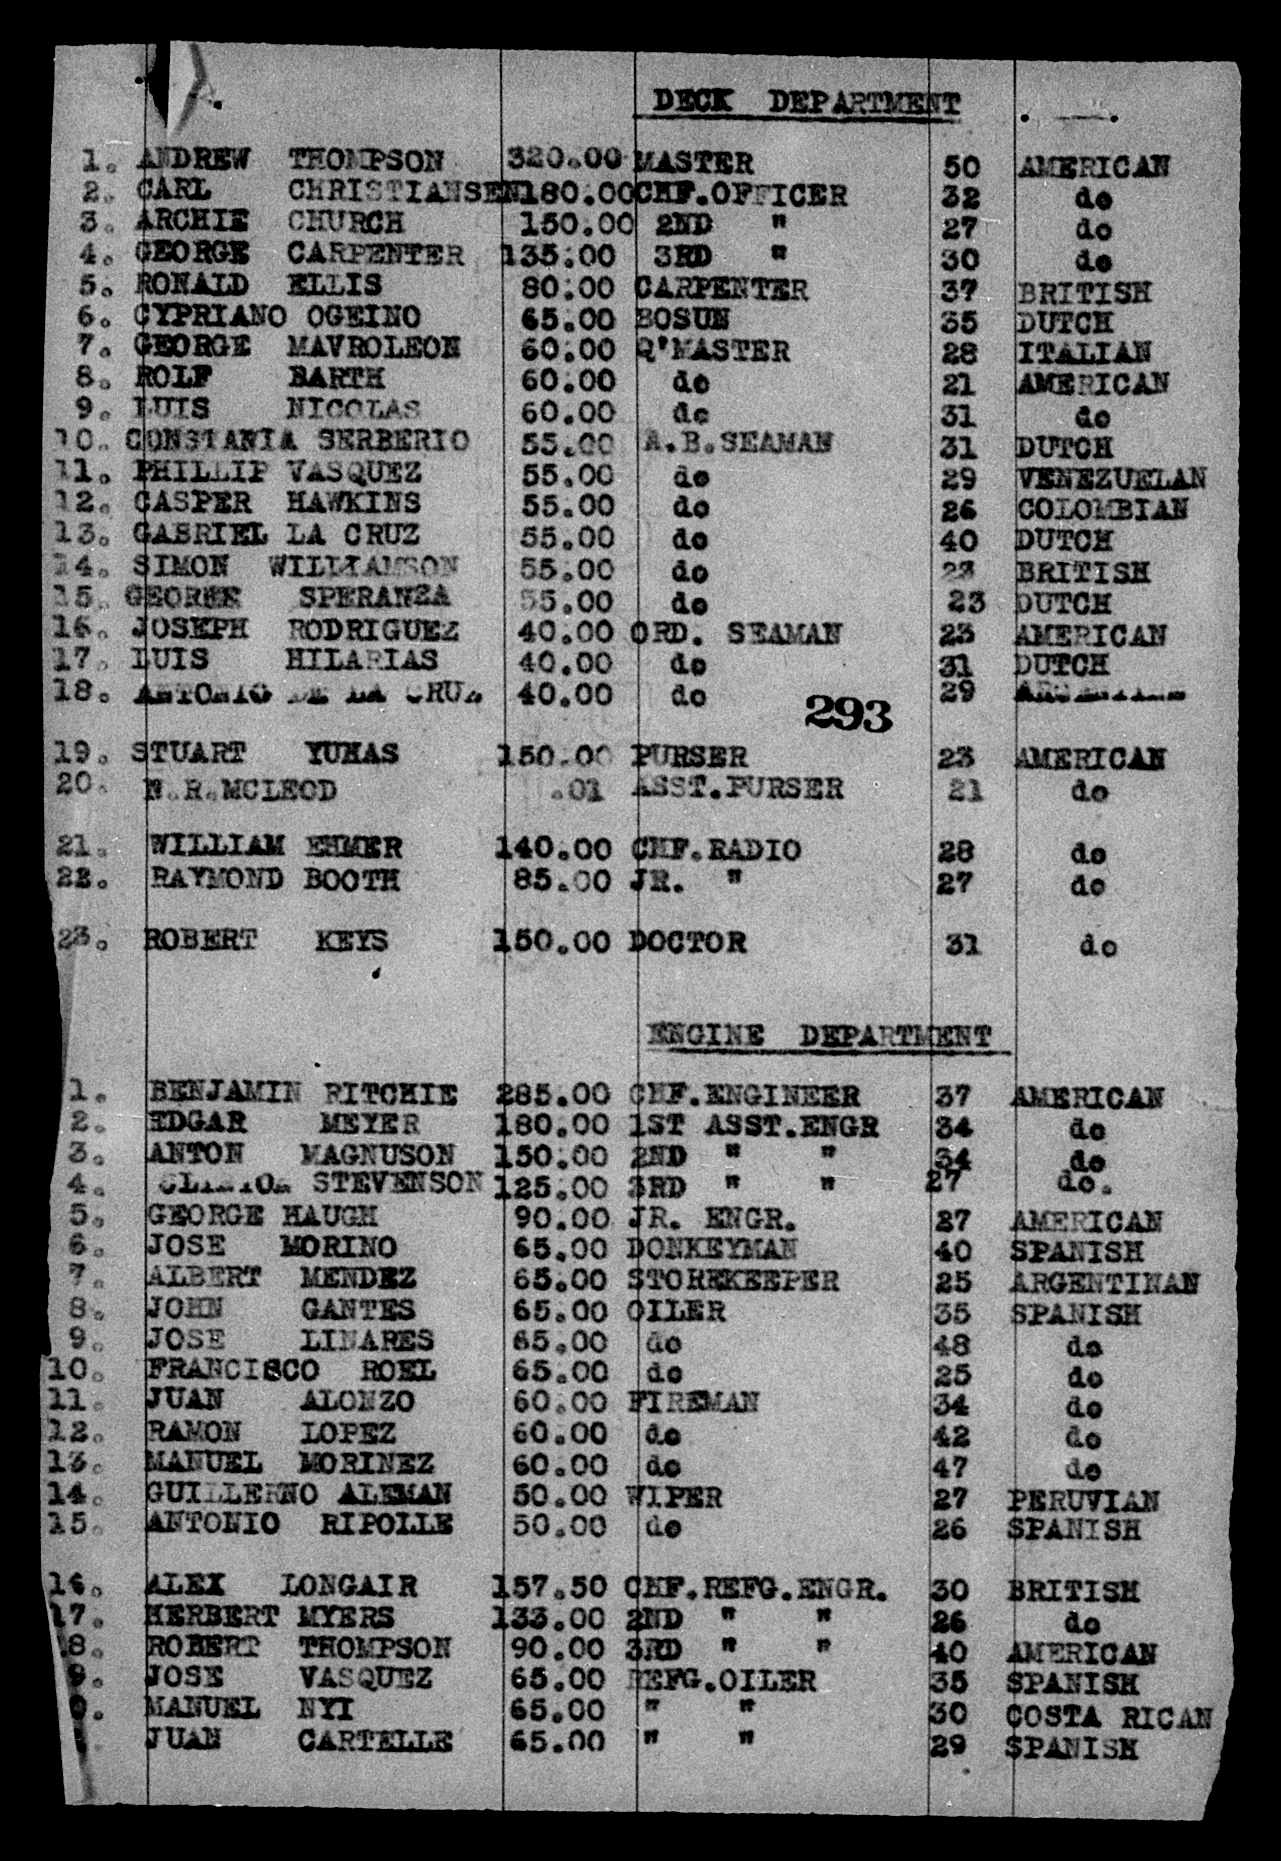 DECK DEPARTMENT
1. ANDREW THOMPSON 320.00 MASTER 50 AMERICAN
2. CARL CHRISTIANSEN 180.00 CHF.OFFICER 32 do
3. ARCHIE CHURCH 150.00 2ND " 27 do
4. GEORGE CARPENTER 135.00 3RD " 30 do
5. RONALD ELLIS 80.00 CARPENTER 37 BRITISH
6. CYPRIANO OGEINO 65.00 BOSUN 35 DUTCH
7. GEORGE MAVROLEON 60.00 Q'MASTER 28 ITALIAN
8. ROLF BARTH 60.00 do 21 AMERICAN
9. LUIS NICOLAS 60.00 do 31 do
10. CONSTANIA SERBERIO 55.00 A.B.SEAMAN 31 DUTCH
11. PHILLIP VASQUEZ 55.00 do 29 VENEZUELAN
12. CASPER HAWKINS 55.00 do 26 COLOMBIAN
13. GABRIEL LA CRUZ 55.00 do 40 DUTCH
14. SIMON WILLIAMSON 55.00 do 23 BRITISH
15. GEORGE SPERANZA 55.00 do 23 DUTCH
16. JOSEPH RODRIGUEZ 40.00 ORD. SEAMAN 23 AMERICAN
17. LUIS HILARIAS 40.00 do 31 DUTCH
18. ANTONIO DE LA CRUZ 40.00 do 29
293
19. STUART YUHAS 150.00 PURSER 23 AMERICAN
20. N.R.MCLEOD .01 ASST.PURSER 21 do
21. WILLIAM EHMER 140.00 CHF.RADIO 28 do
22. RAYMOND BOOTH 85.00 JR. " 27 do
23. ROBERT KEYS 150.00 DOCTOR 31 do
ENGINE DEPARTMENT
1. BENJAMIN RITCHIE 285.00 CHF.ENGINEER 37 AMERICAN
2. EDGAR MEYER 180.00 1ST ASST.ENGR 34 do
3. ANTON MAGNUSON 150.00 2ND " " 34 do
4. STEVENSON 125.00 3RD " " 27 do.
5. GEORGE HAUGH 90.00 JR. ENGR. 27 AMERICAN
6. JOSE MORINO 65.00 DONKEYMAN 40 SPANISH
7. ALBERT MENDEZ 65.00 STOREKEEPER 25 ARGENTINAN
8. JOHN GANTES 65.00 OILER 35 SPANISH
9. JOSE LINARES 65.00 do 48 do
10. FRANCISCO ROEL 65.00 do 25 do
11. JUAN ALONZO 60.00 FIREMAN 34 do
12. RAMON LOPEZ 60.00 do 42 do
13. MANUEL MORINEZ 60.00 do 47 do
14. GUILLERNO ALEMAN 50.00 WIPER 27 PERUVIAN
15. ANTONIO RIPOLLE 50.00 do 26 SPANISH
16. ALEX LONGAIR 157.50 CHF.REFG.ENGR. 30 BRITISH
17. HERBERT MYERS 133.00 2ND " " 26 do
8. ROBERT THOMPSON 90.00 3RD " " 40 AMERICAN
9. JOSE VASQUEZ 65.00 REFG.OILER 35 SPANISH
0. MANUEL NYI 65.00 " " 30 COSTA RICAN
JUAN CARTELLE 65.00 " " 29 SPANISH